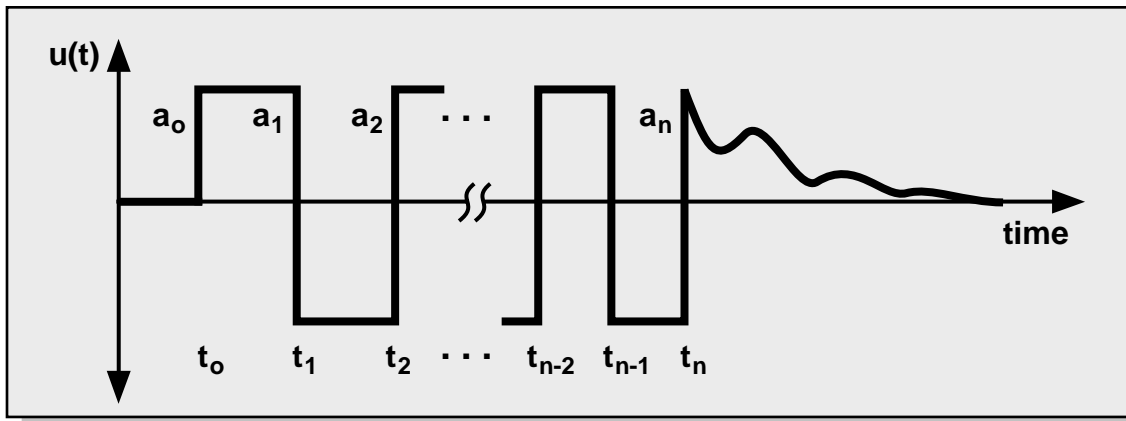 u(t)
a₀ a₁ a₂ . . . aₙ
time
t₀ t₁ t₂ . . . tₙ₋₂ tₙ₋₁ tₙ